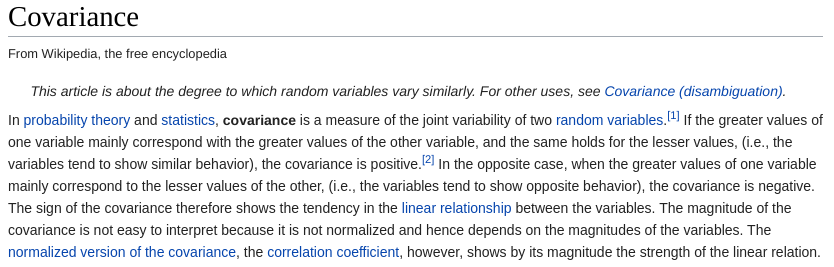 Covariance
From Wikipedia, the free encyclopedia
This article is about the degree to which random variables vary similarly. For other uses, see Covariance (disambiguation).
In probability theory and statistics, covariance is a measure of the joint variability of two random variables.[1] If the greater values of
one variable mainly correspond with the greater values of the other variable, and the same holds for the lesser values, (i.e., the
variables tend to show similar behavior), the covariance is positive.[2] In the opposite case, when the greater values of one variable
mainly correspond to the lesser values of the other, (i.e., the variables tend to show opposite behavior), the covariance is negative.
The sign of the covariance therefore shows the tendency in the linear relationship between the variables. The magnitude of the
covariance is not easy to interpret because it is not normalized and hence depends on the magnitudes of the variables. The
normalized version of the covariance, the correlation coefficient, however, shows by its magnitude the strength of the linear relation.